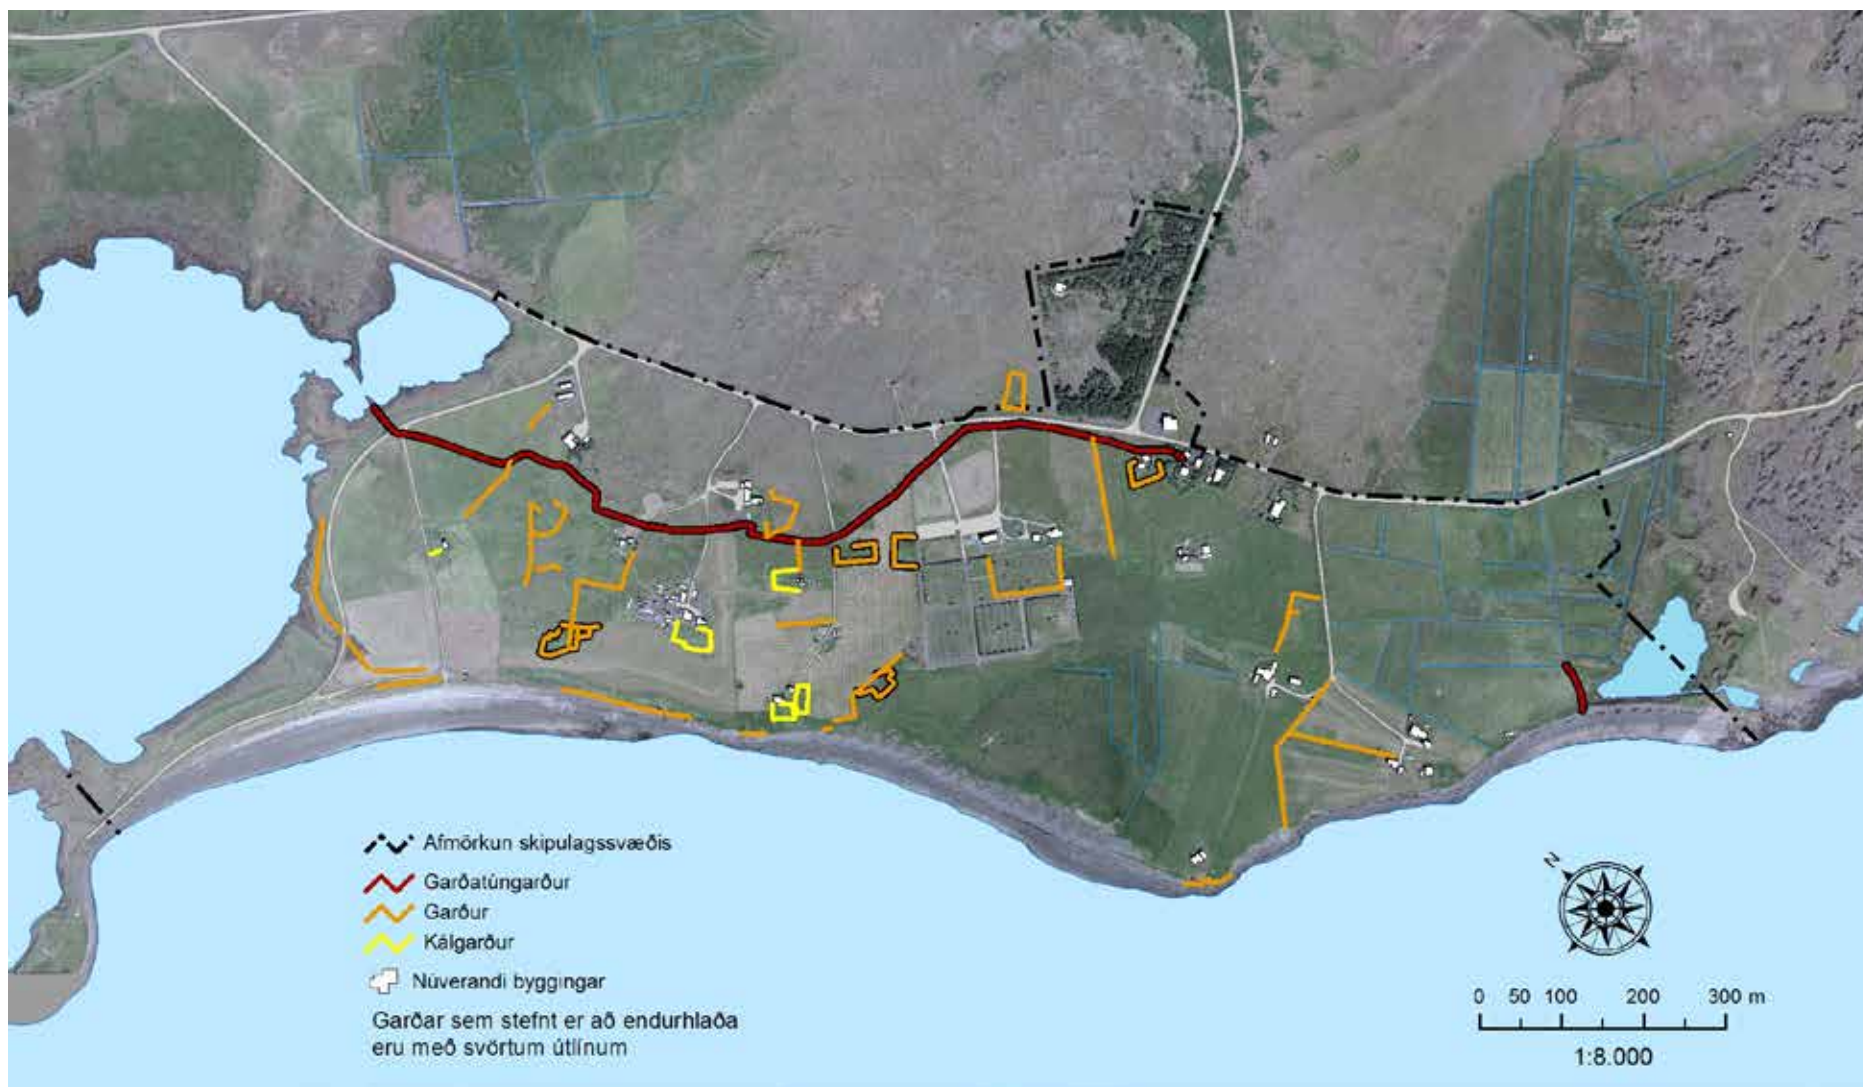 Afmörkun skipulagssvæðis
Garðatúngarður
Garður
Kálgarður
Núverandi byggingar
Garðar sem stefnt er að endurhlaða
eru með svörtum útlínum
N
0 50 100 200 300 m
1:8.000